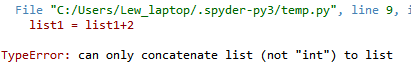 File "C:/Users/Lew_laptop/.spyder-py3/temp.py", line 9,
list1 = list1+2
TypeError: can only concatenate list (not "int") to list